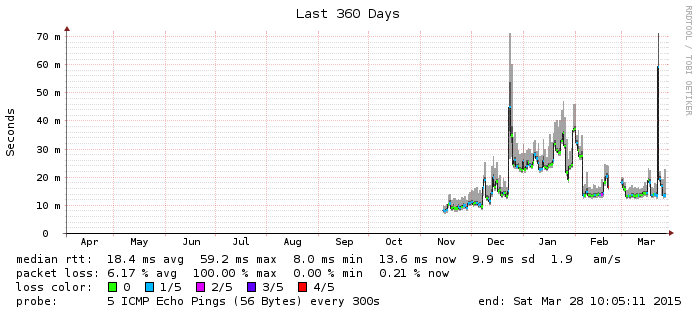 Last 360 Days
RRDTOOL / TOBI OETIKER
Seconds
70 m
60 m
50 m
40 m
30 m
20 m
10 m
0
Apr May Jun Jul Aug Sep Oct Nov Dec Jan Feb Mar
median rtt: 18.4 ms avg 59.2 ms max 8.0 ms min 13.6 ms now 9.9 ms sd 1.9 am/s
packet loss: 6.17 % avg 100.00 % max 0.00 % min 0.21 % now
loss color: 0 1/5 2/5 3/5 4/5
probe: 5 ICMP Echo Pings (56 Bytes) every 300s end: Sat Mar 28 10:05:11 2015